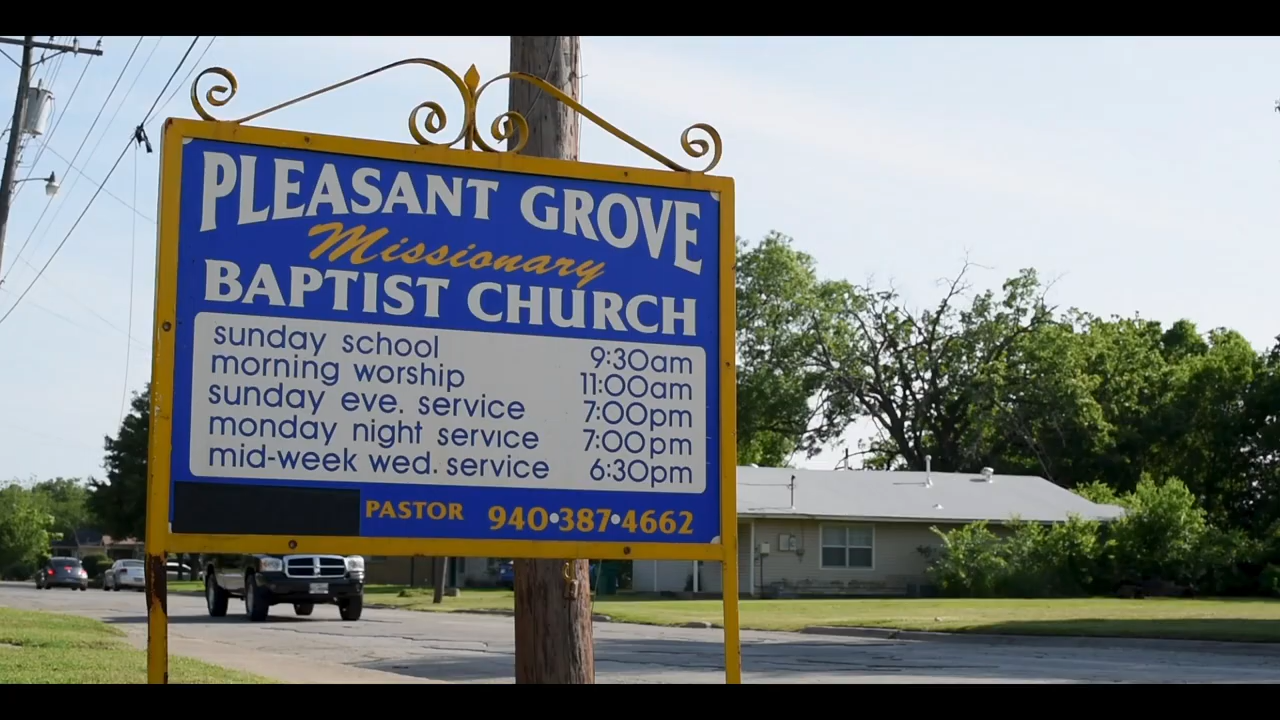 PLEASANT GROVE
Missionary
BAPTIST CHURCH
sunday school 9:30am
morning worship 11:00am
sunday eve. service 7:00pm
monday night service 7:00pm
mid-week wed. service 6:30pm
PASTOR 940•387•4662